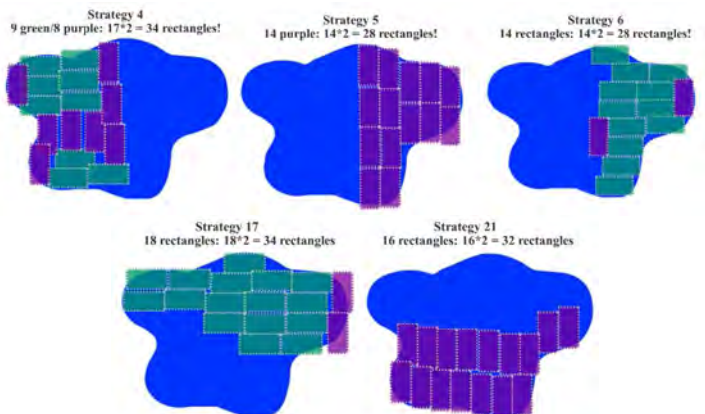 Strategy 4
9 green/8 purple: 17*2 = 34 rectangles!
Strategy 5
14 purple: 14*2 = 28 rectangles!
Strategy 6
14 rectangles: 14*2 = 28 rectangles!
Strategy 17
18 rectangles: 18*2 = 34 rectangles
Strategy 21
16 rectangles: 16*2 = 32 rectangles